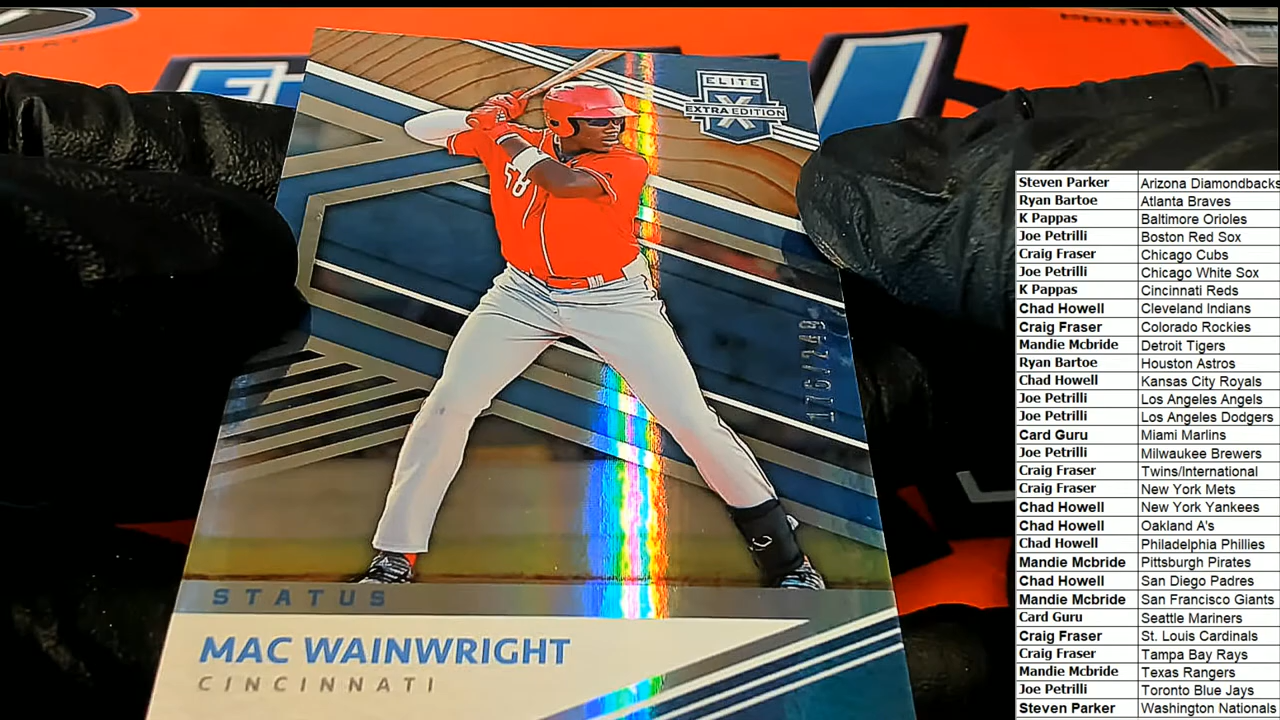 ELITE
X
EXTRA EDITION
58
176/249
STATUS
MAC WAINWRIGHT
CINCINNATI
Steven Parker Arizona Diamondbacks
Ryan Bartoe Atlanta Braves
K Pappas Baltimore Orioles
Joe Petrilli Boston Red Sox
Craig Fraser Chicago Cubs
Joe Petrilli Chicago White Sox
K Pappas Cincinnati Reds
Chad Howell Cleveland Indians
Craig Fraser Colorado Rockies
Mandie Mcbride Detroit Tigers
Ryan Bartoe Houston Astros
Chad Howell Kansas City Royals
Joe Petrilli Los Angeles Angels
Joe Petrilli Los Angeles Dodgers
Card Guru Miami Marlins
Joe Petrilli Milwaukee Brewers
Craig Fraser Twins/International
Craig Fraser New York Mets
Chad Howell New York Yankees
Chad Howell Oakland A's
Chad Howell Philadelphia Phillies
Mandie Mcbride Pittsburgh Pirates
Chad Howell San Diego Padres
Mandie Mcbride San Francisco Giants
Card Guru Seattle Mariners
Craig Fraser St. Louis Cardinals
Craig Fraser Tampa Bay Rays
Mandie Mcbride Texas Rangers
Joe Petrilli Toronto Blue Jays
Steven Parker Washington Nationals